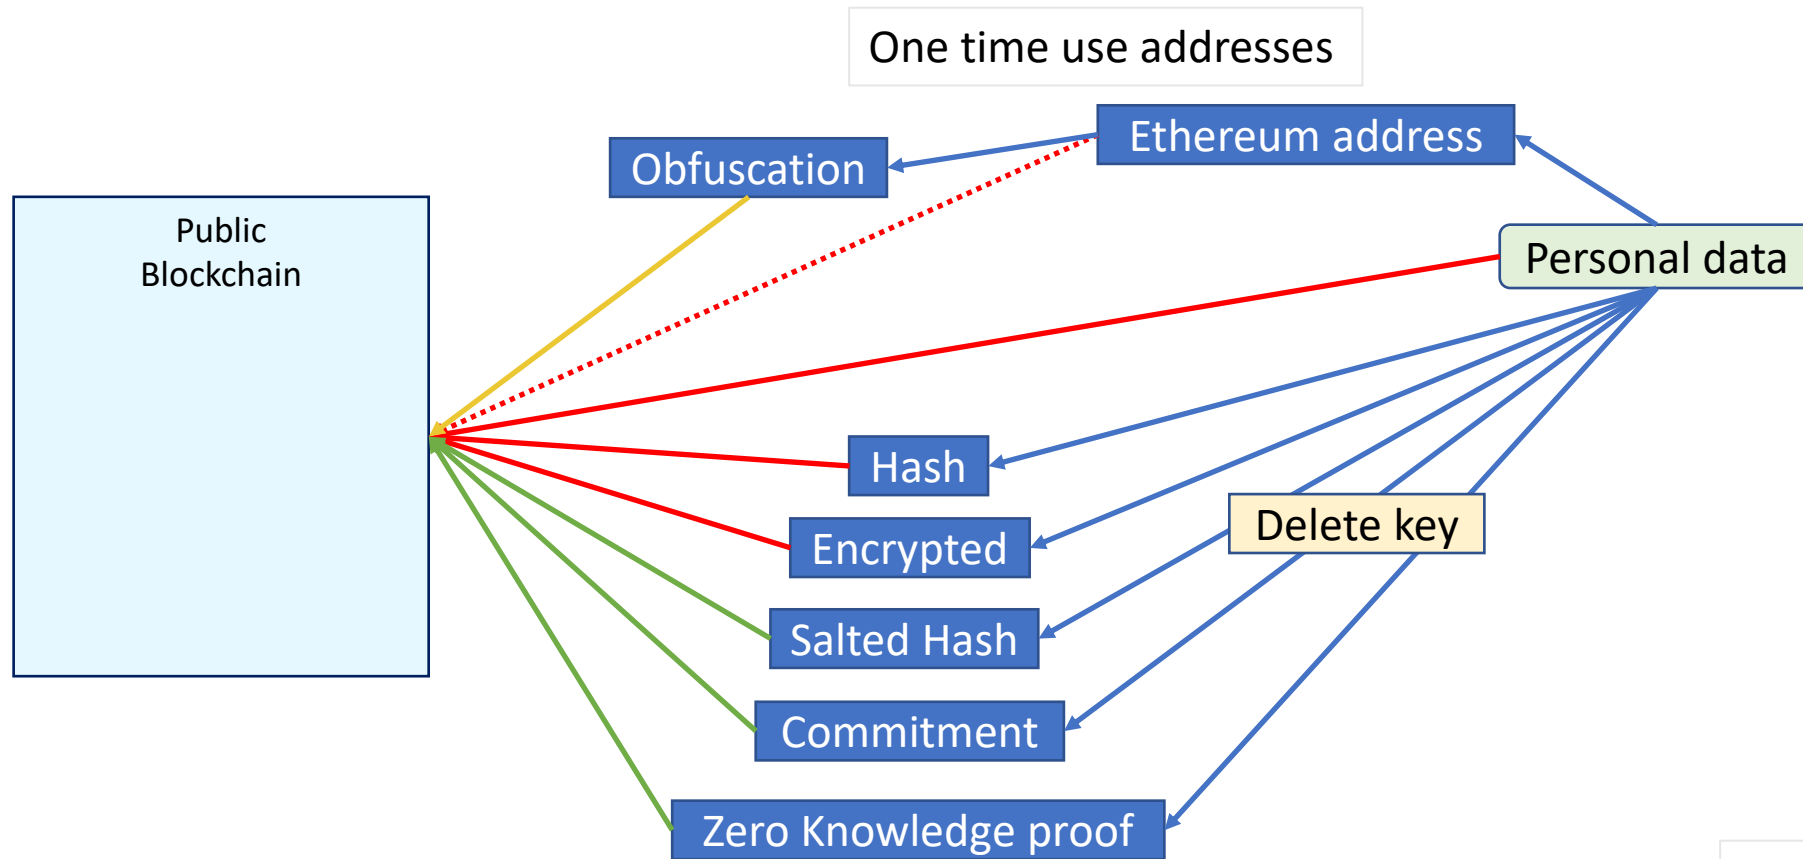 One time use addresses
Ethereum address
Obfuscation
Public
Blockchain
Personal data
Hash
Delete key
Encrypted
Salted Hash
Commitment
Zero Knowledge proof